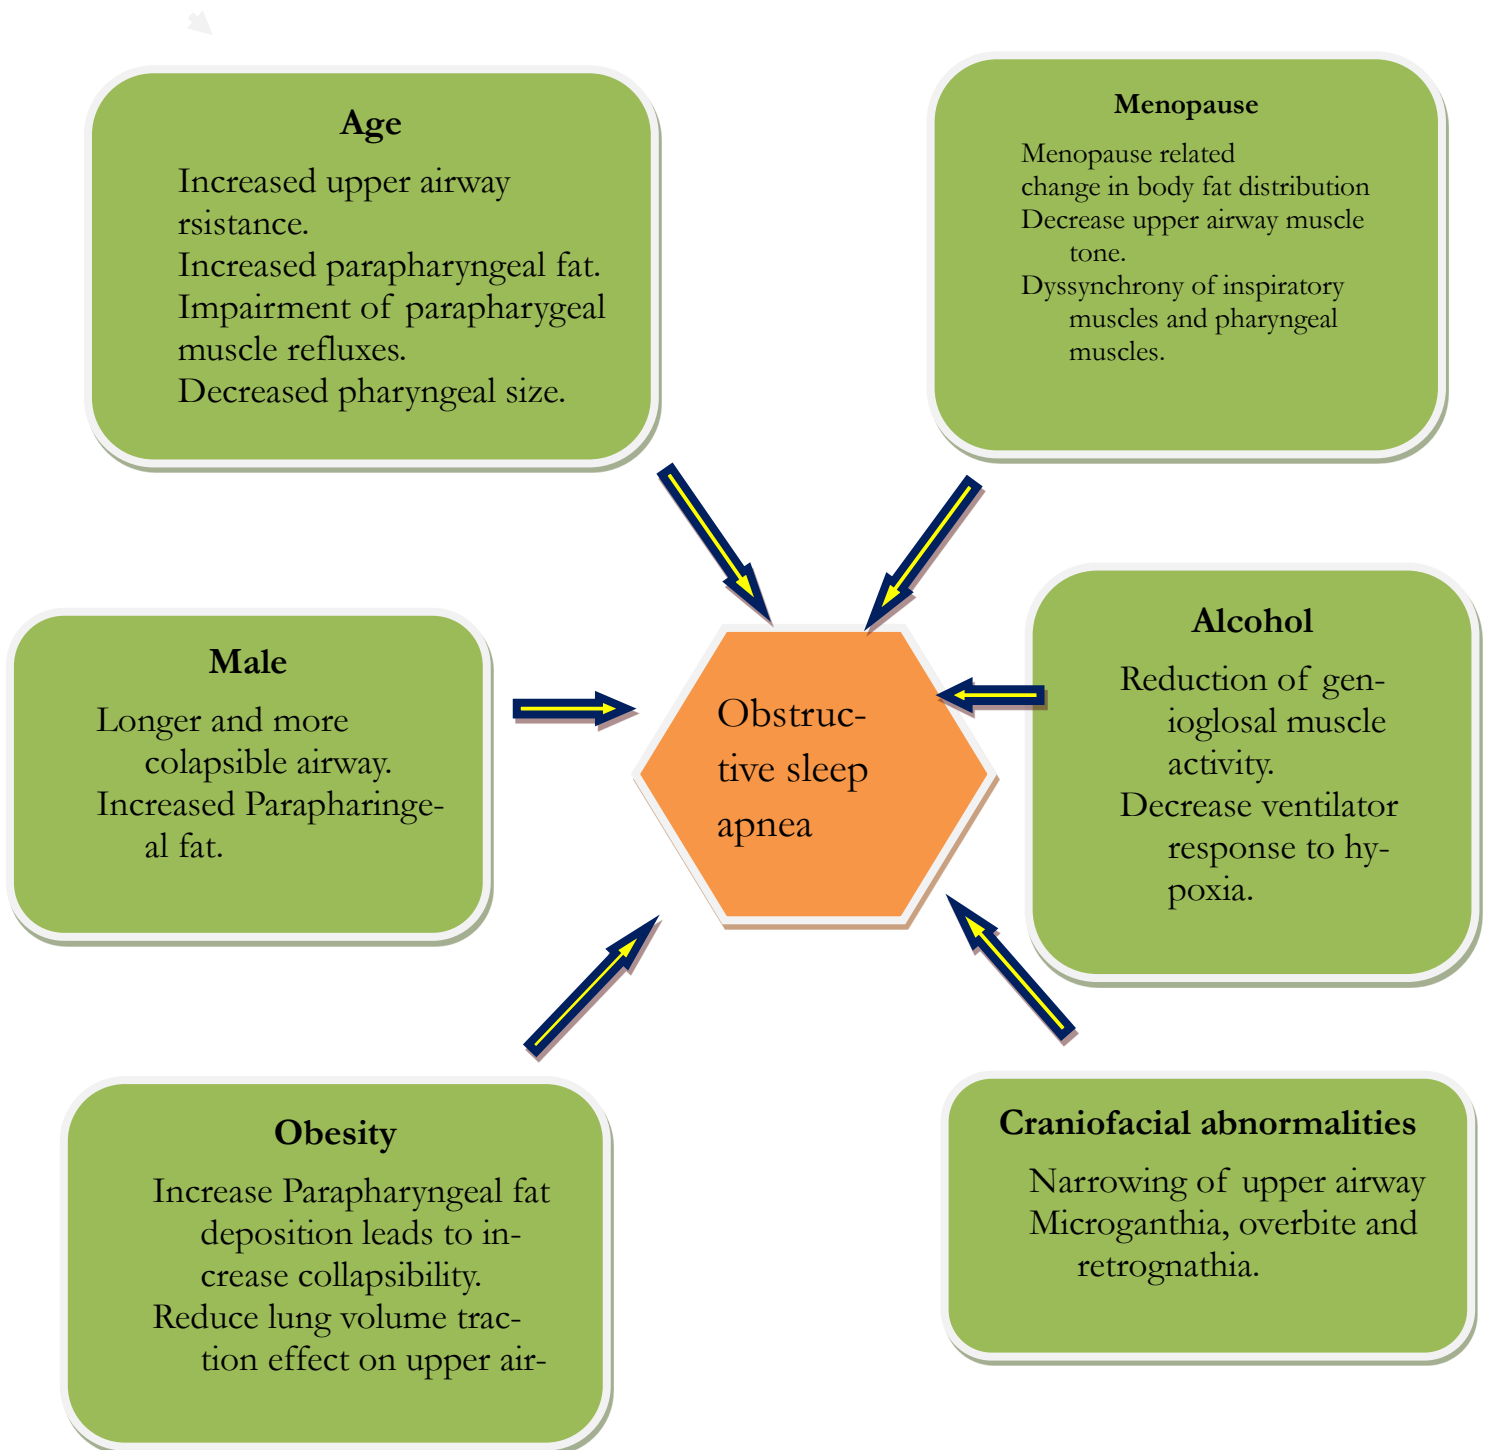 Age
Increased upper airway
rsistance.
Increased parapharyngeal fat.
Impairment of parapharygeal
muscle refluxes.
Decreased pharyngeal size.
Menopause
Menopause related
change in body fat distribution
Decrease upper airway muscle
tone.
Dyssynchrony of inspiratory
muscles and pharyngeal
muscles.
Male
Longer and more
colapsible airway.
Increased Parapharinge-
al fat.
Obstruc-
tive sleep
apnea
Alcohol
Reduction of gen-
ioglosal muscle
activity.
Decrease ventilator
response to hy-
poxia.
Obesity
Increase Parapharyngeal fat
deposition leads to in-
crease collapsibility.
Reduce lung volume trac-
tion effect on upper air-
Craniofacial abnormalities
Narrowing of upper airway
Microganthia, overbite and
retrognathia.